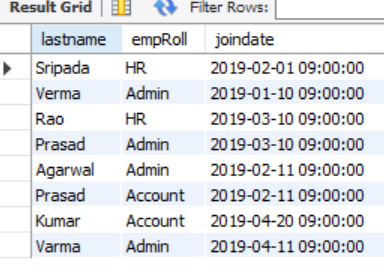 Result Grid Filter Rows:
lastname empRoll joindate
Sripada HR 2019-02-01 09:00:00
Verma Admin 2019-01-10 09:00:00
Rao HR 2019-03-10 09:00:00
Prasad Admin 2019-03-10 09:00:00
Agarwal Admin 2019-02-11 09:00:00
Prasad Account 2019-02-11 09:00:00
Kumar Account 2019-04-20 09:00:00
Varma Admin 2019-04-11 09:00:00